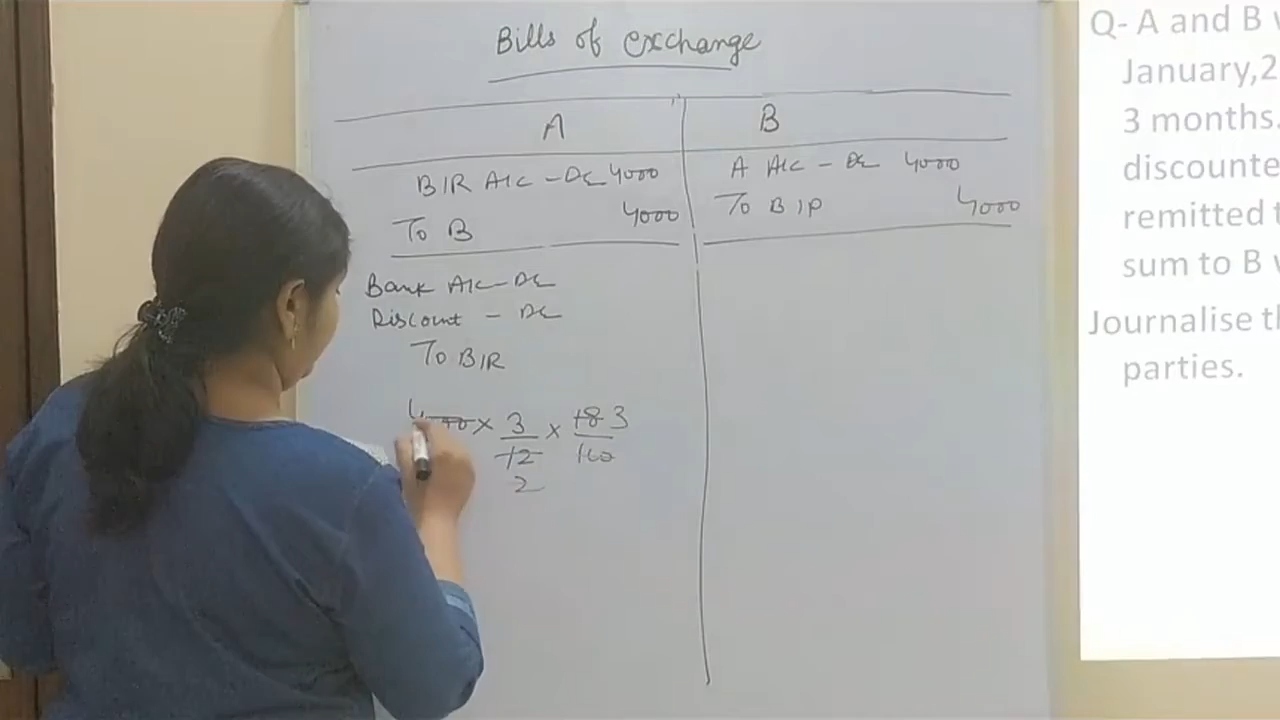 Bills of exchange
A
B
B/R A/C - Dr 4000
To B 4000
A A/C - Dr 4000
To B/P 4000
Bank A/C - Dr
Discount - Dr
To B/R
× 3/12 × 18 3/100
2
Q- A and B
January,2
3 months.
discounte
remitted t
sum to B
Journalise th
parties.